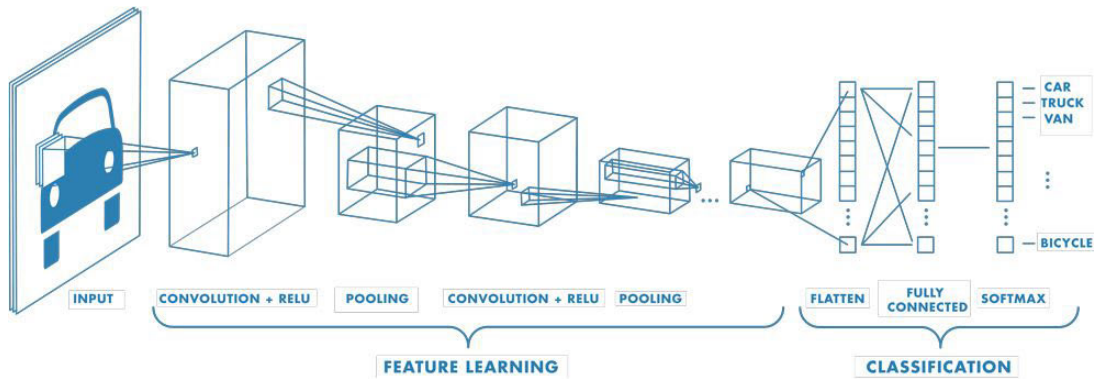 CAR
TRUCK
VAN
BICYCLE
INPUT
CONVOLUTION + RELU
POOLING
CONVOLUTION + RELU
POOLING
FLATTEN
FULLY
CONNECTED
SOFTMAX
FEATURE LEARNING
CLASSIFICATION